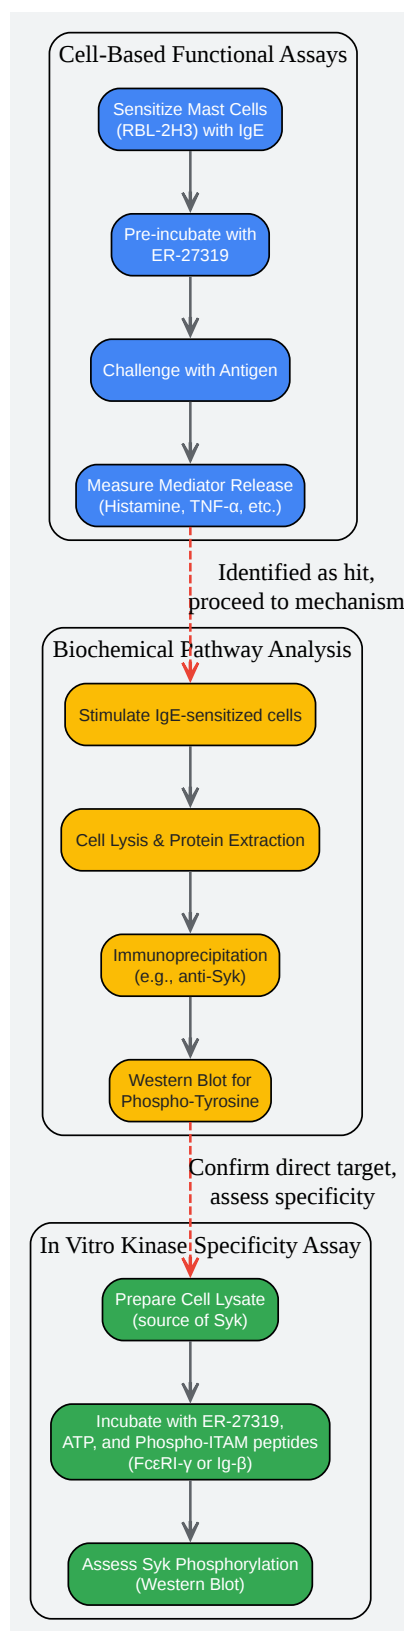 Cell-Based Functional Assays
Sensitize Mast Cells
(RBL-2H3) with IgE
Pre-incubate with
ER-27319
Challenge with Antigen
Measure Mediator Release
(Histamine, TNF-α, etc.)
Identified as hit,
proceed to mechanism
Biochemical Pathway Analysis
Stimulate IgE-sensitized cells
Cell Lysis & Protein Extraction
Immunoprecipitation
(e.g., anti-Syk)
Western Blot for
Phospho-Tyrosine
Confirm direct target,
assess specificity
In Vitro Kinase Specificity Assay
Prepare Cell Lysate
(source of Syk)
Incubate with ER-27319,
ATP, and Phospho-ITAM peptides
(FcεRI-γ or Ig-β)
Assess Syk Phosphorylation
(Western Blot)